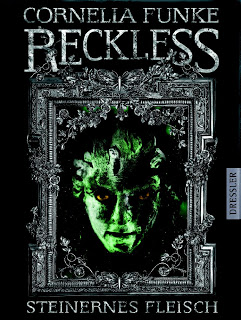 CORNELIA FUNKE
RECKLESS
DRESSLER
STEINERNES FLEISCH